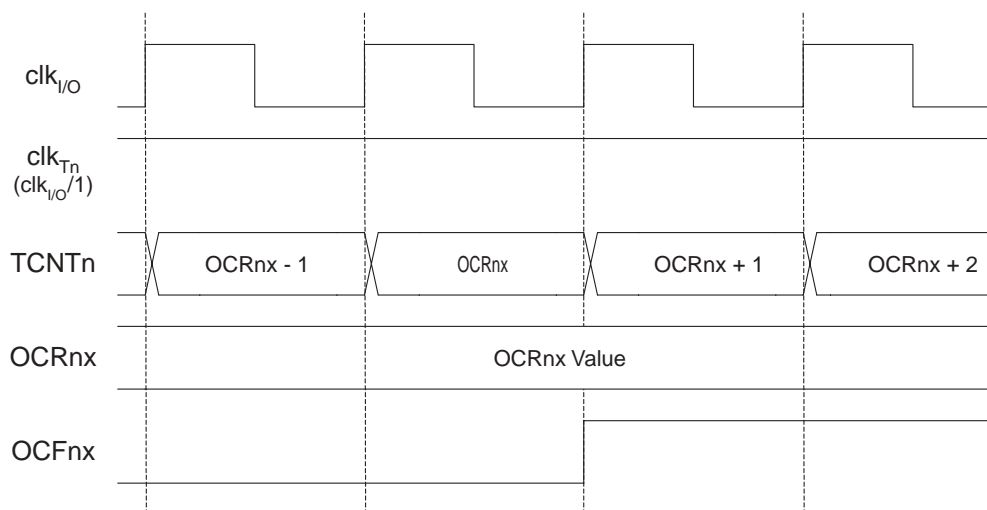 clkI/O
clkTn
(clkI/O/1)
TCNTn
OCRnx - 1
OCRnx
OCRnx + 1
OCRnx + 2
OCRnx
OCRnx Value
OCFnx